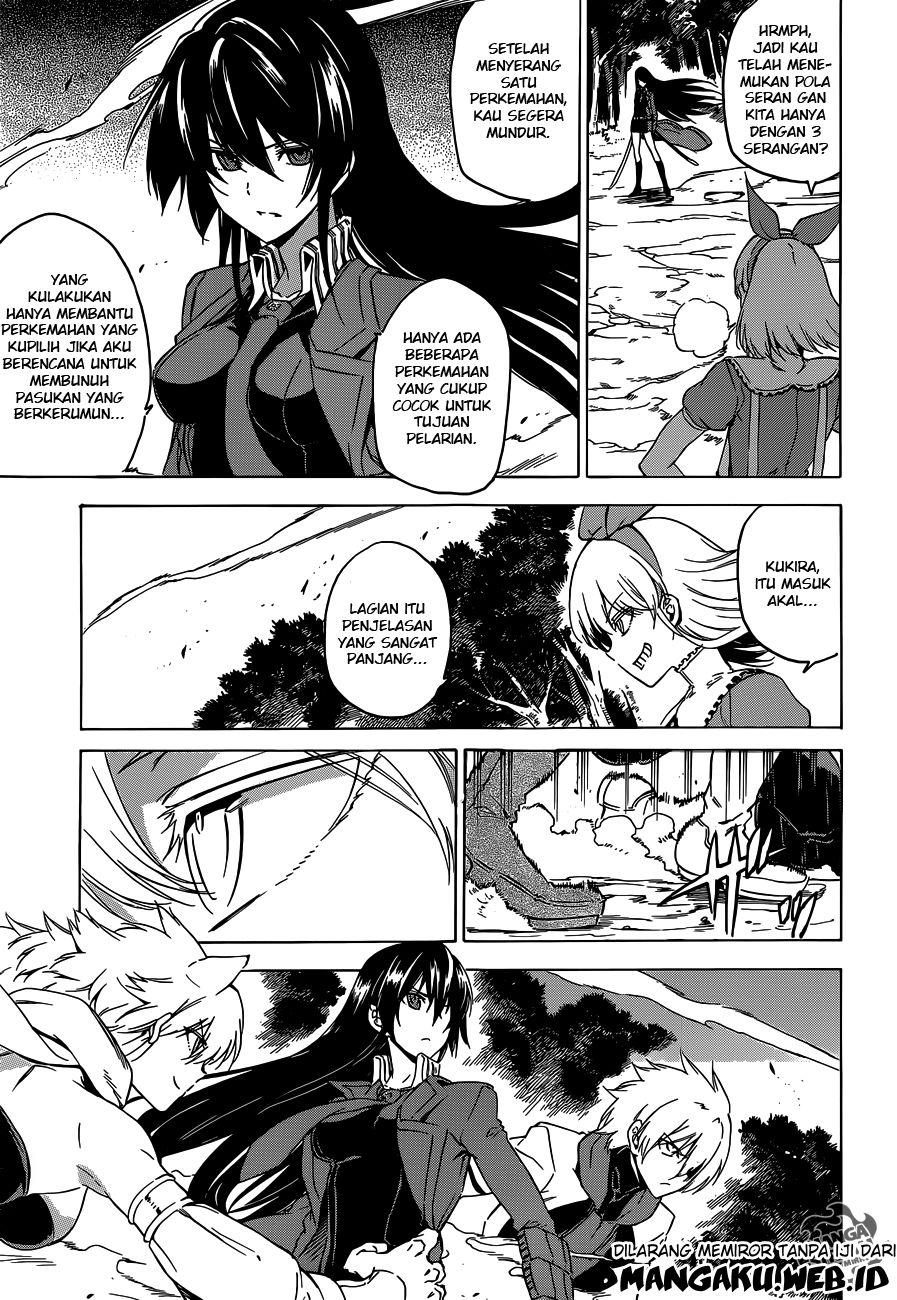 HRMPH,
JADI KAU
TELAH MENE-
MUKAN POLA
SERAN GAN
KITA HANYA
DENGAN 3
SERANGAN?
SETELAH
MENYERANG
SATU
PERKEMAHAN,
KAU SEGERA
MUNDUR.
HANYA ADA
BEBERAPA
PERKEMAHAN
YANG CUKUP
COCOK UNTUK
TUJUAN
PELARIAN.
YANG
KULAKUKAN
HANYA MEMBANTU
PERKEMAHAN YANG
KUPILIH JIKA AKU
BERENCANA UNTUK
MEMBUNUH
PASUKAN YANG
BERKERUMUN...
KUKIRA,
ITU MASUK
AKAL...
LAGIAN ITU
PENJELASAN
YANG SANGAT
PANJANG...
DILARANG MEMIROR TANPA IJI DARI
MANGAKU.WEB.ID